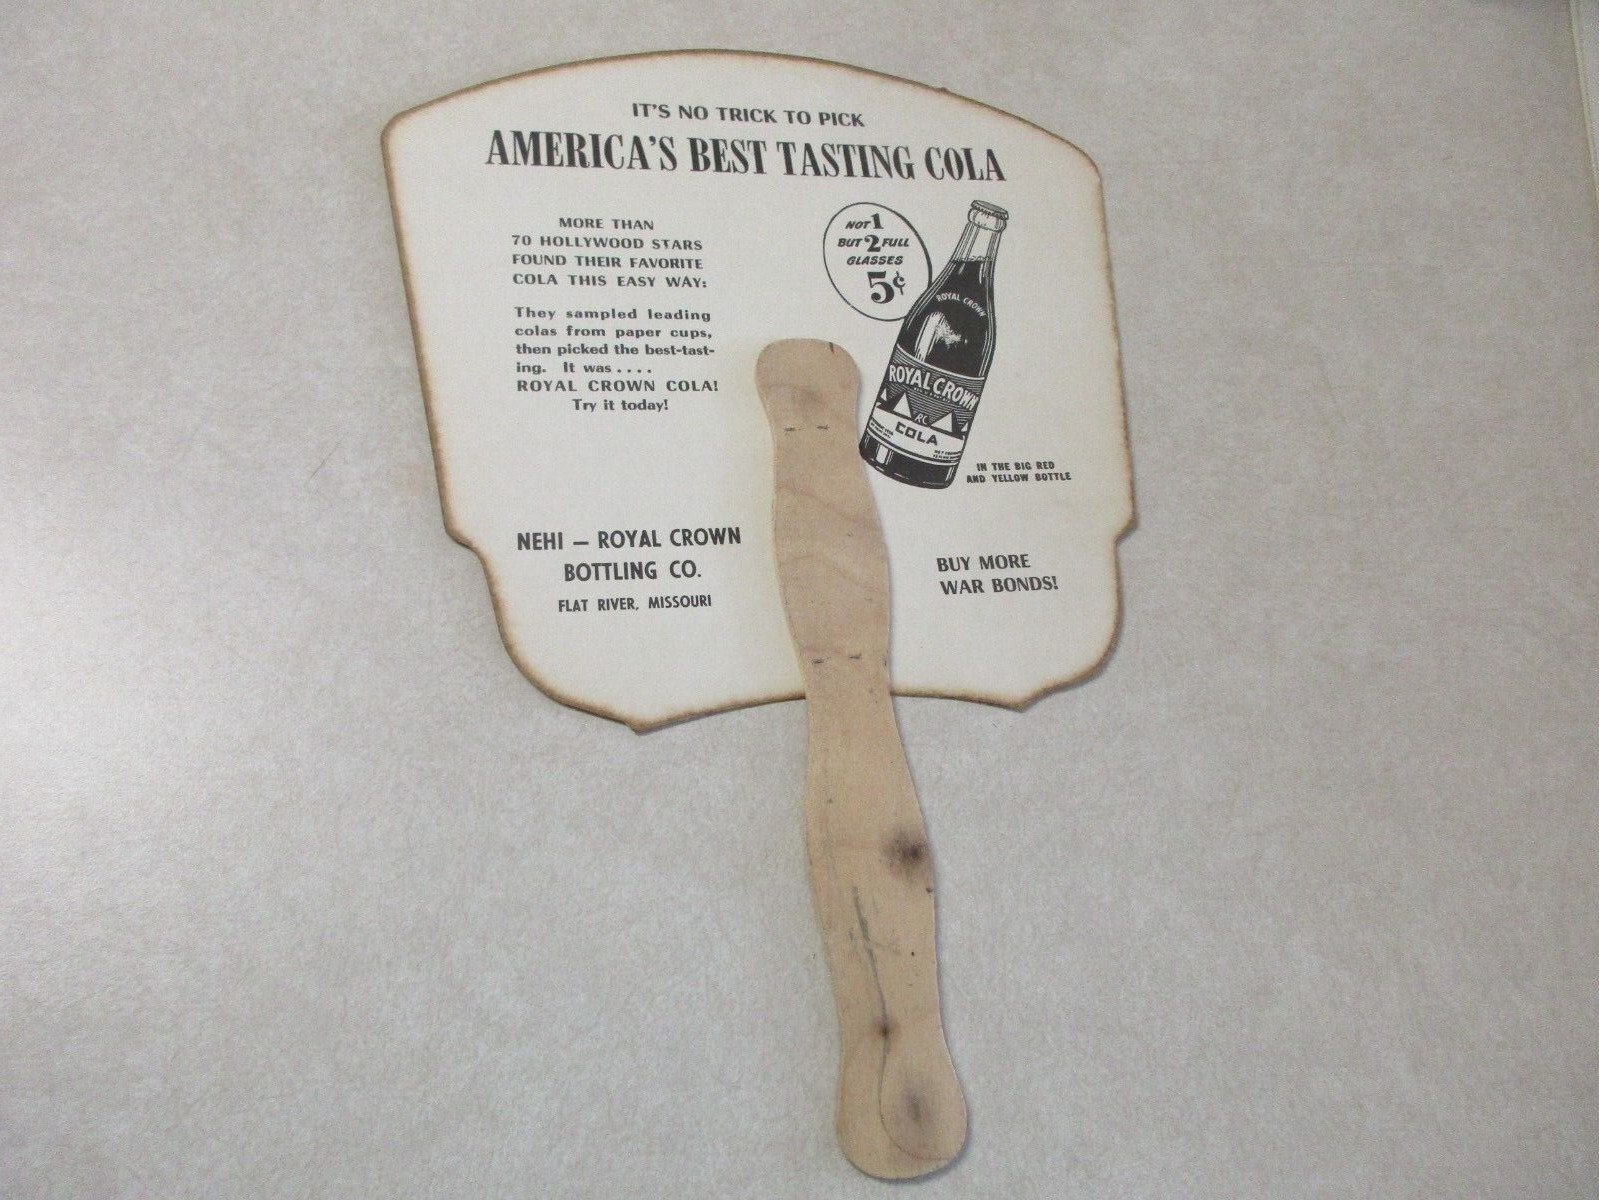 IT'S NO TRICK TO PICK
AMERICA'S BEST TASTING COLA
MORE THAN
70 HOLLYWOOD STARS
FOUND THEIR FAVORITE
COLA THIS EASY WAY:
They sampled leading
colas from paper cups,
then picked the best-tast-
ing. It was . . . .
ROYAL CROWN COLA!
Try it today!
NOT 1
BUT 2 FULL
GLASSES
5¢
ROYAL CROWN
ROYAL CROWN
RC
COLA
IN THE BIG RED
AND YELLOW BOTTLE
NEHI — ROYAL CROWN
BOTTLING CO.
FLAT RIVER, MISSOURI
BUY MORE
WAR BONDS!